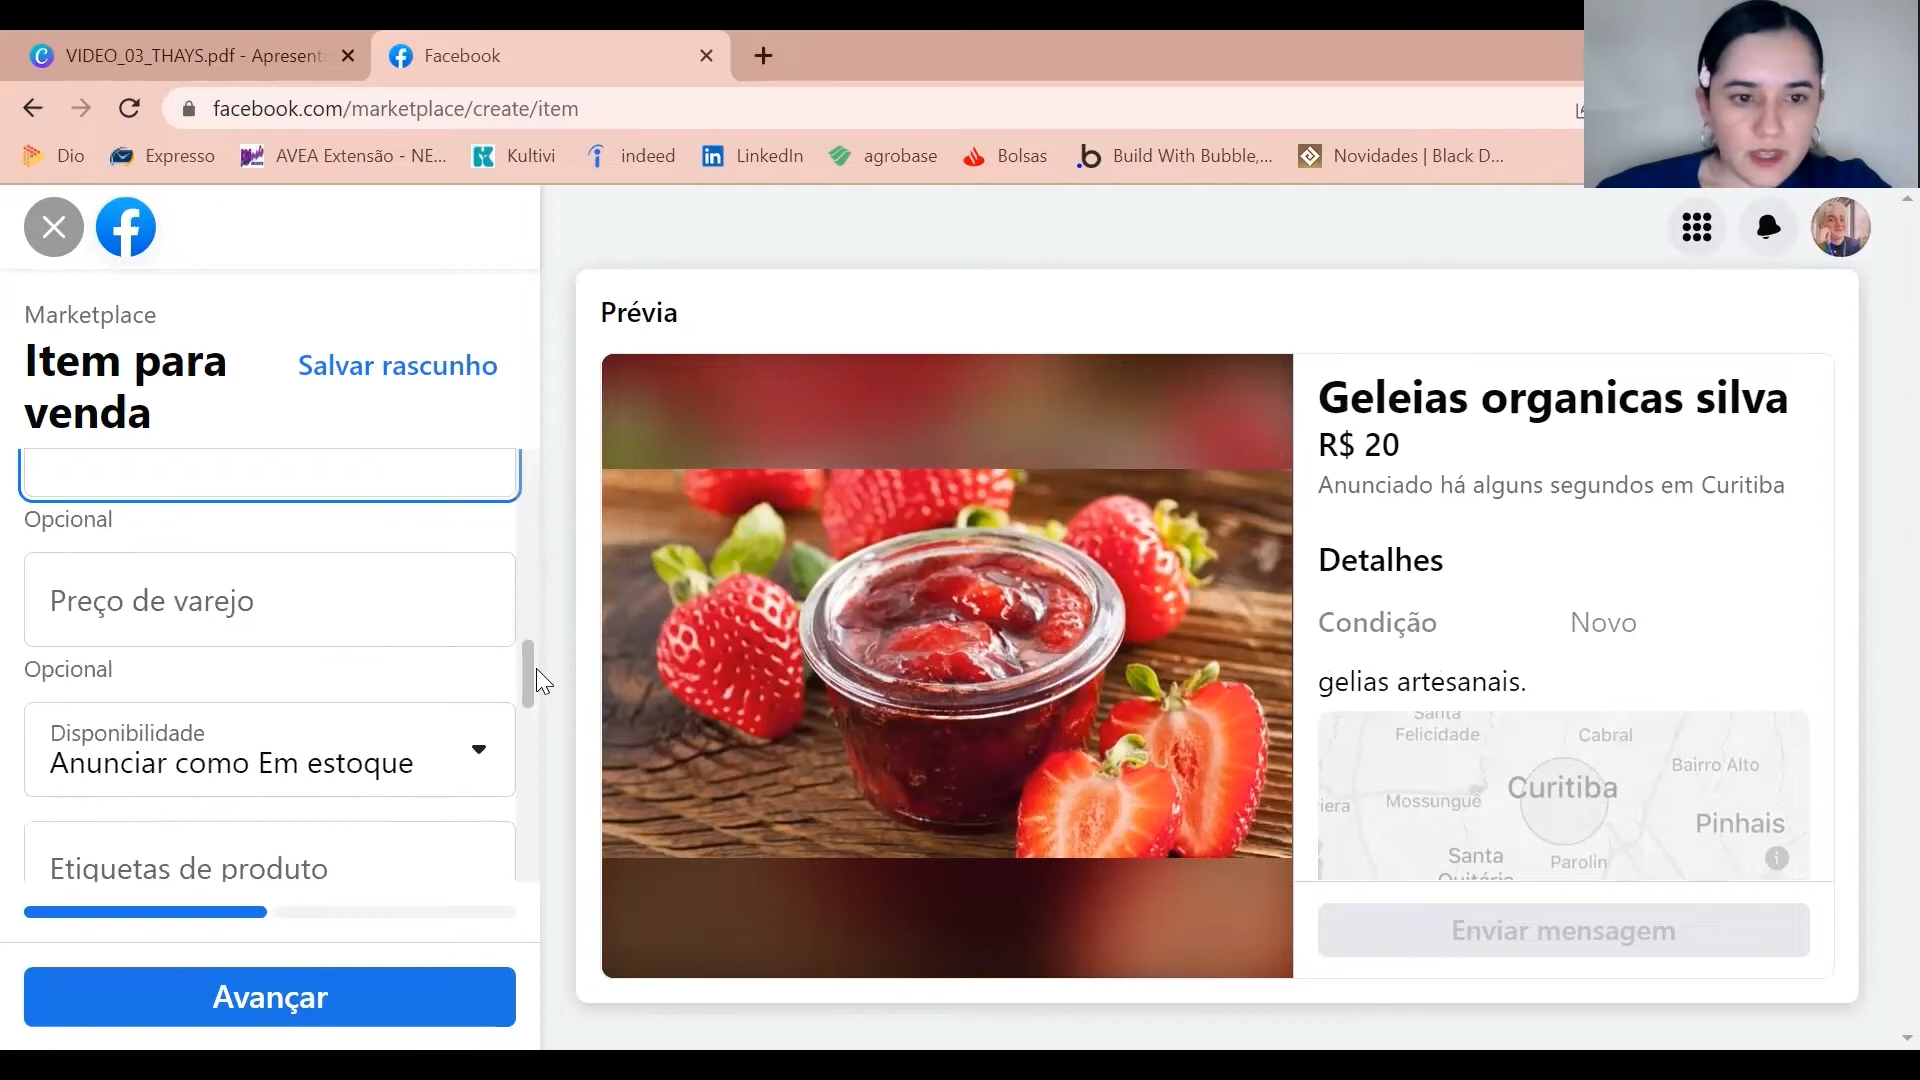 VIDEO_03_THAYS.pdf - Apresent
Facebook
facebook.com/marketplace/create/item
Dio
Expresso
AVEA Extensão - NE...
Kultivi
indeed
LinkedIn
agrobase
Bolsas
Build With Bubble,...
Novidades | Black D...
Marketplace
Item para
venda
Salvar rascunho
Opcional
Preço de varejo
Opcional
Disponibilidade
Anunciar como Em estoque
Etiquetas de produto
Avançar
Prévia
Geleias organicas silva
R$ 20
Anunciado há alguns segundos em Curitiba
Detalhes
Condição Novo
gelias artesanais.
Santa
Felicidade
Cabral
Bairro Alto
Curitiba
Mossunguê
Pinhais
Santa
Quitéria
Parolin
Enviar mensagem